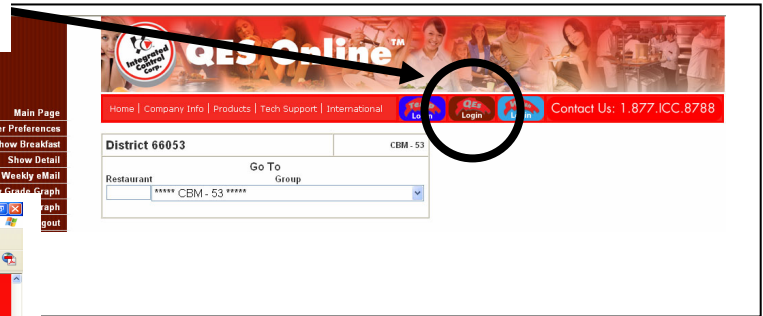 Integrated
Control
Corp.
QES Online™
Home | Company Info | Products | Tech Support | International
Login
QES
Login
Login
Contact Us: 1.877.ICC.8788
Main Page
er Preferences
how Breakfast
Show Detail
Weekly eMail
y Grade Graph
raph
gout
District 66053
CBM - 53
Go To
Restaurant
Group
***** CBM - 53 *****